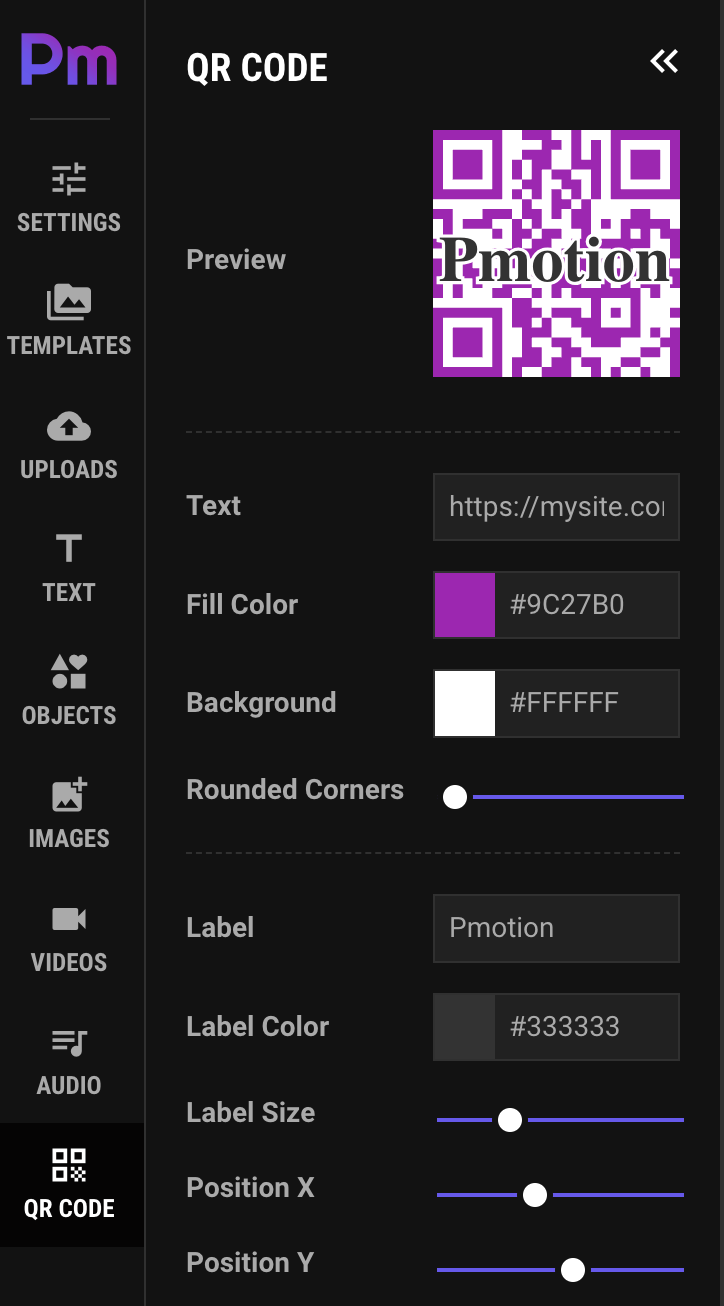 Pm
SETTINGS
TEMPLATES
UPLOADS
TEXT
OBJECTS
IMAGES
VIDEOS
AUDIO
QR CODE
QR CODE
Preview
Pmotion
Text
https://mysite.co
Fill Color
#9C27B0
Background
#FFFFFF
Rounded Corners
Label
Pmotion
Label Color
#333333
Label Size
Position X
Position Y